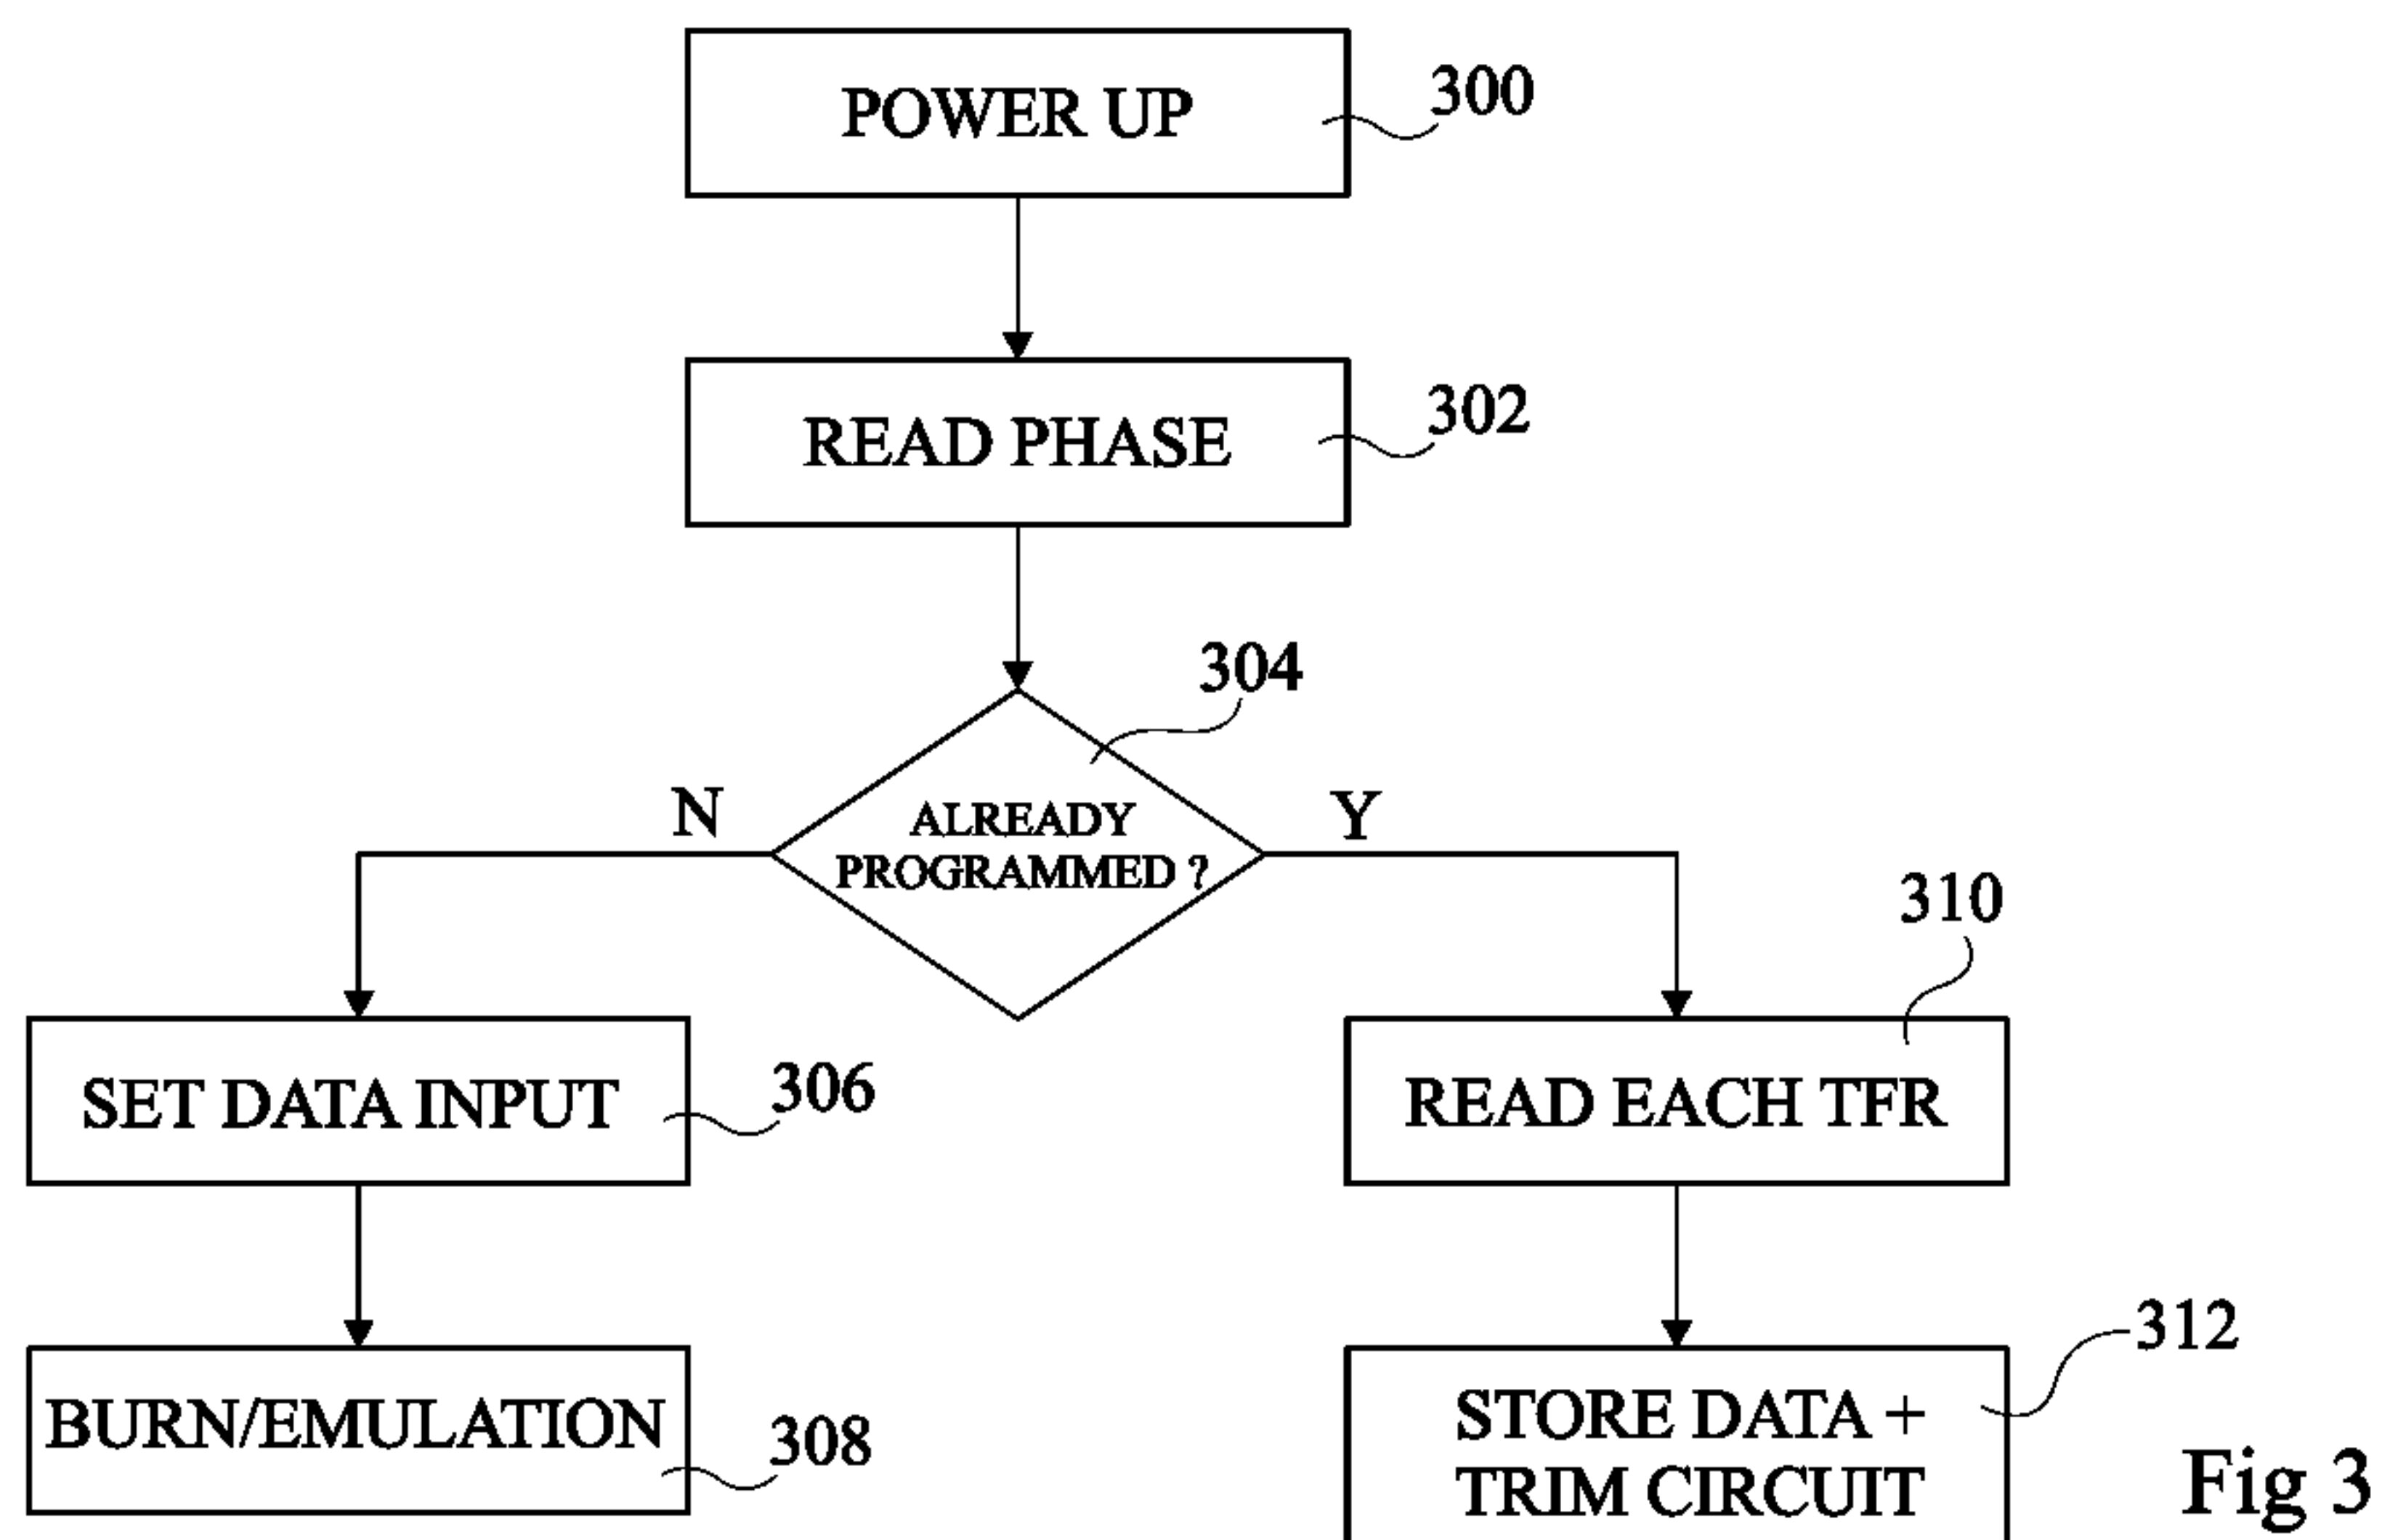 POWER UP
300
READ PHASE
302
304
N
ALREADY
PROGRAMMED ?
Y
310
SET DATA INPUT
306
READ EACH TFR
BURN/EMULATION
308
312
STORE DATA +
TRIM CIRCUIT
Fig 3